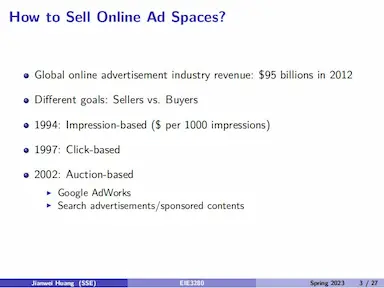 How to Sell Online Ad Spaces?
Global online advertisement industry revenue: $95 billions in 2012
Different goals: Sellers vs. Buyers
1994: Impression-based ($ per 1000 impressions)
1997: Click-based
2002: Auction-based
Google AdWorks
Search advertisements/sponsored contents
Jianwei Huang (SSE) EIE3280 Spring 2023 3 / 27